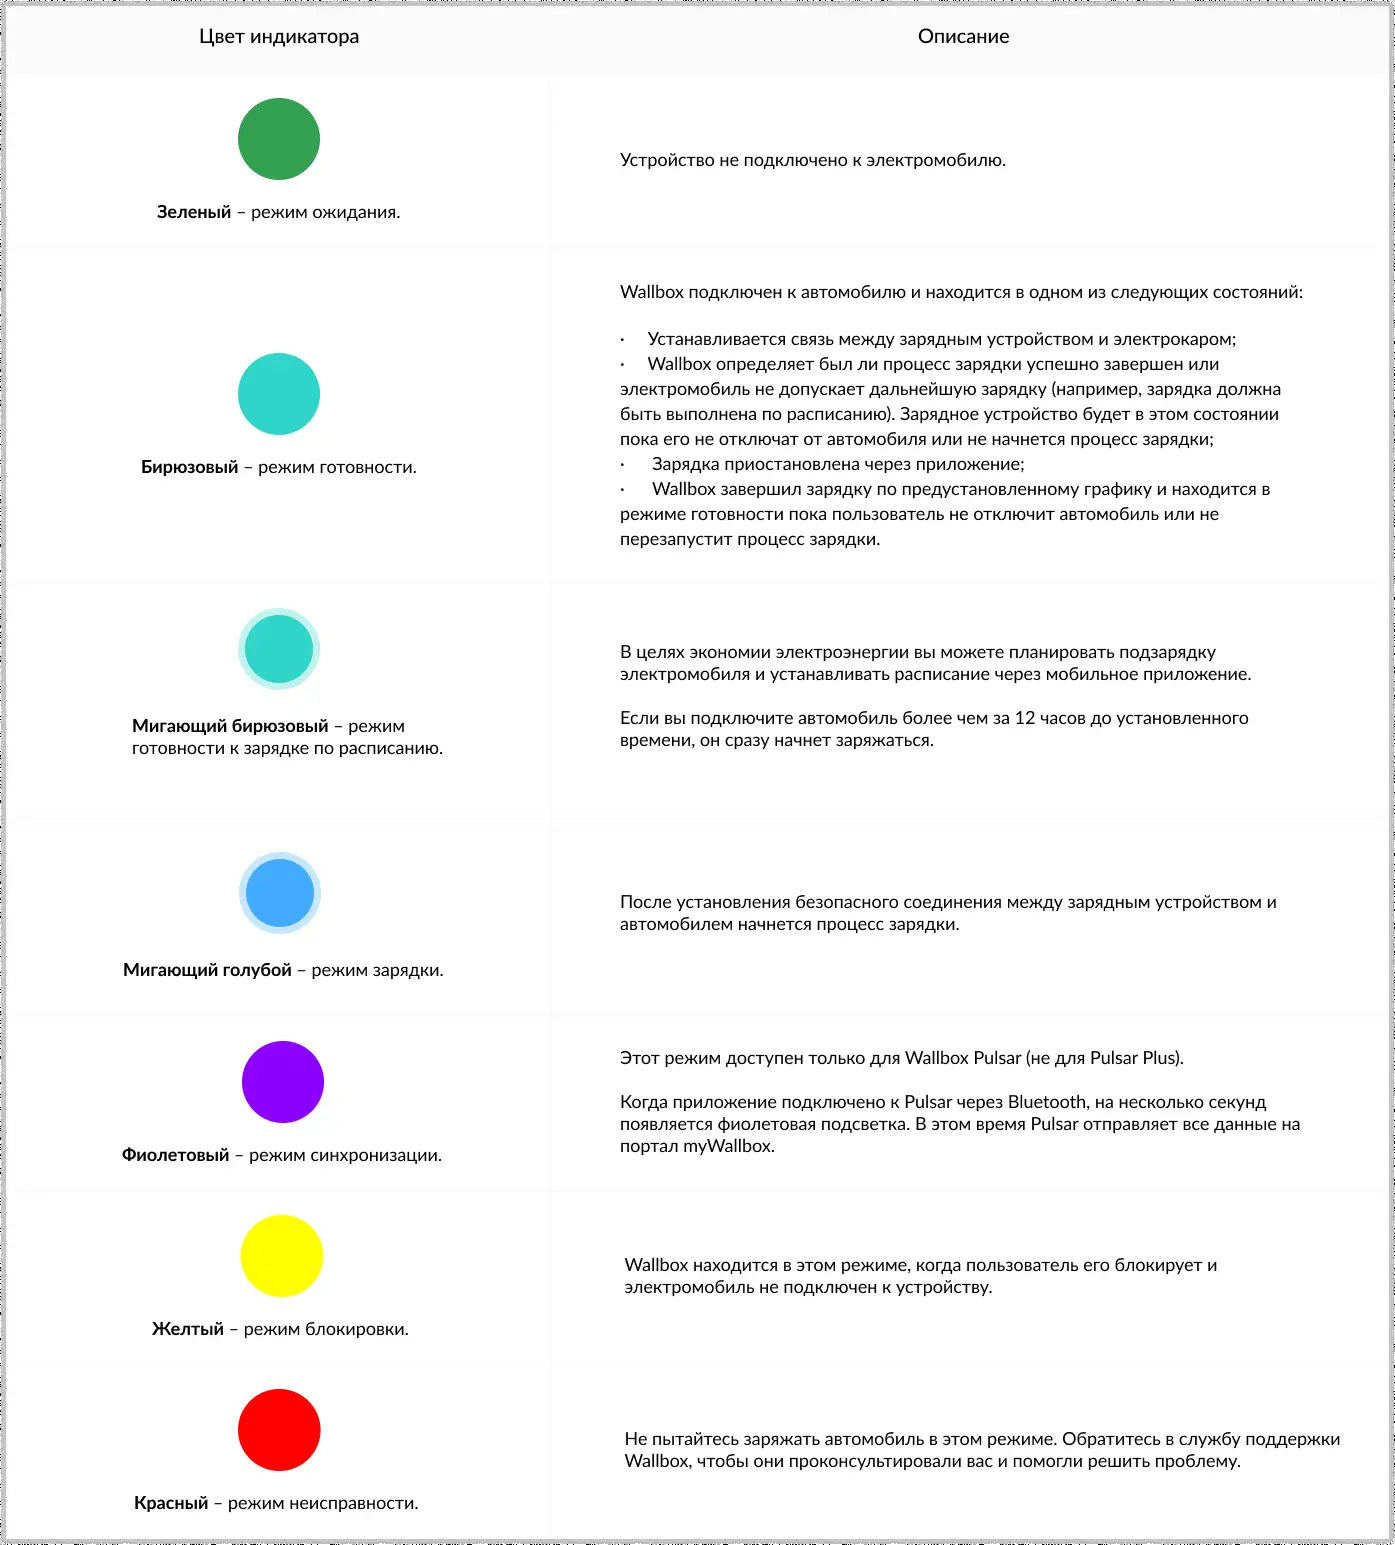 Цвет индикатора
Описание
Зеленый – режим ожидания.
Устройство не подключено к электромобилю.
Бирюзовый – режим готовности.
Wallbox подключен к автомобилю и находится в одном из следующих состояний:
· Устанавливается связь между зарядным устройством и электрокаром;
· Wallbox определяет был ли процесс зарядки успешно завершен или
электромобиль не допускает дальнейшую зарядку (например, зарядка должна
быть выполнена по расписанию). Зарядное устройство будет в этом состоянии
пока его не отключат от автомобиля или не начнется процесс зарядки;
· Зарядка приостановлена через приложение;
· Wallbox завершил зарядку по предустановленному графику и находится в
режиме готовности пока пользователь не отключит автомобиль или не
перезапустит процесс зарядки.
Мигающий бирюзовый – режим
готовности к зарядке по расписанию.
В целях экономии электроэнергии вы можете планировать подзарядку
электромобиля и устанавливать расписание через мобильное приложение.
Если вы подключите автомобиль более чем за 12 часов до установленного
времени, он сразу начнет заряжаться.
Мигающий голубой – режим зарядки.
После установления безопасного соединения между зарядным устройством и
автомобилем начнется процесс зарядки.
Фиолетовый – режим синхронизации.
Этот режим доступен только для Wallbox Pulsar (не для Pulsar Plus).
Когда приложение подключено к Pulsar через Bluetooth, на несколько секунд
появляется фиолетовая подсветка. В этом время Pulsar отправляет все данные на
портал myWallbox.
Желтый – режим блокировки.
Wallbox находится в этом режиме, когда пользователь его блокирует и
электромобиль не подключен к устройству.
Красный – режим неисправности.
Не пытайтесь заряжать автомобиль в этом режиме. Обратитесь в службу поддержки
Wallbox, чтобы они проконсультировали вас и помогли решить проблему.